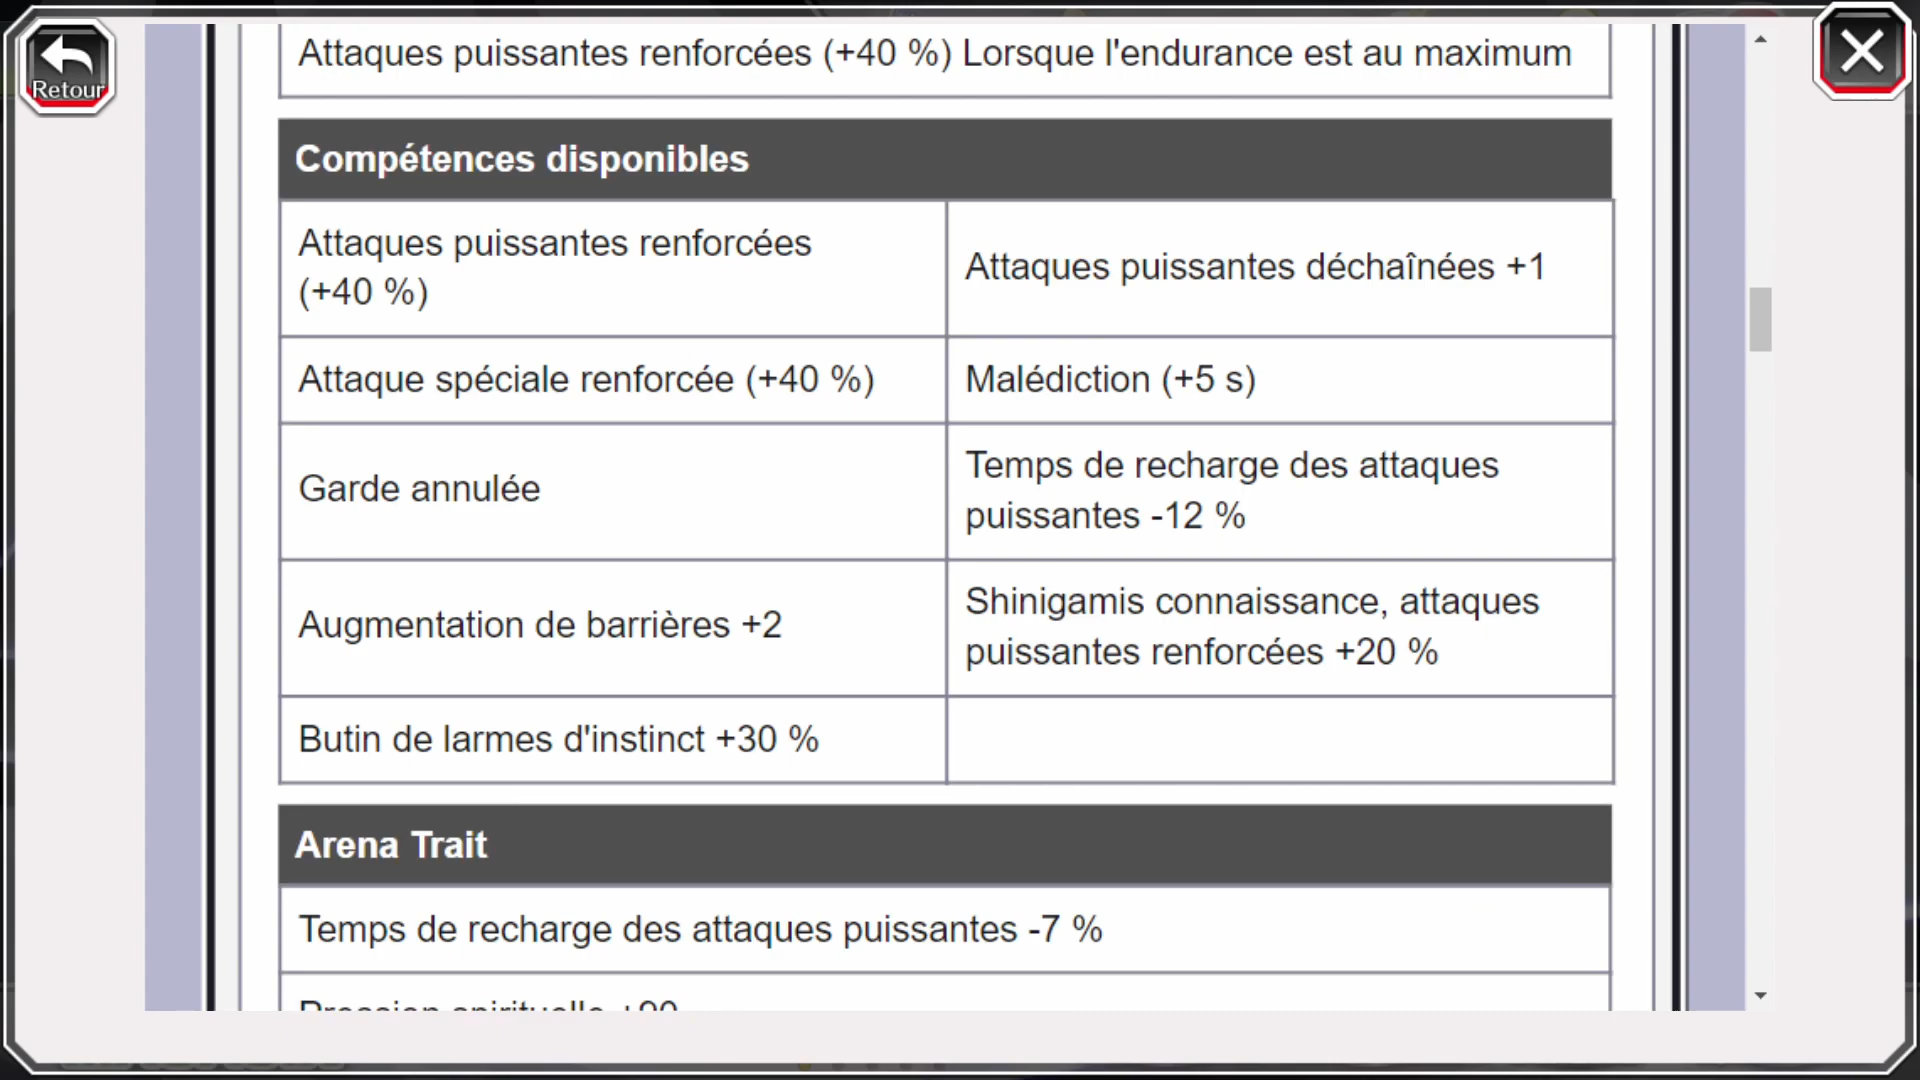 Retour
Attaques puissantes renforcées (+40 %) Lorsque l'endurance est au maximum
Compétences disponibles
Attaques puissantes renforcées
(+40 %)
Attaques puissantes déchaînées +1
Attaque spéciale renforcée (+40 %)
Malédiction (+5 s)
Garde annulée
Temps de recharge des attaques
puissantes -12 %
Augmentation de barrières +2
Shinigamis connaissance, attaques
puissantes renforcées +20 %
Butin de larmes d'instinct +30 %
Arena Trait
Temps de recharge des attaques puissantes -7 %
Pression spirituelle +90